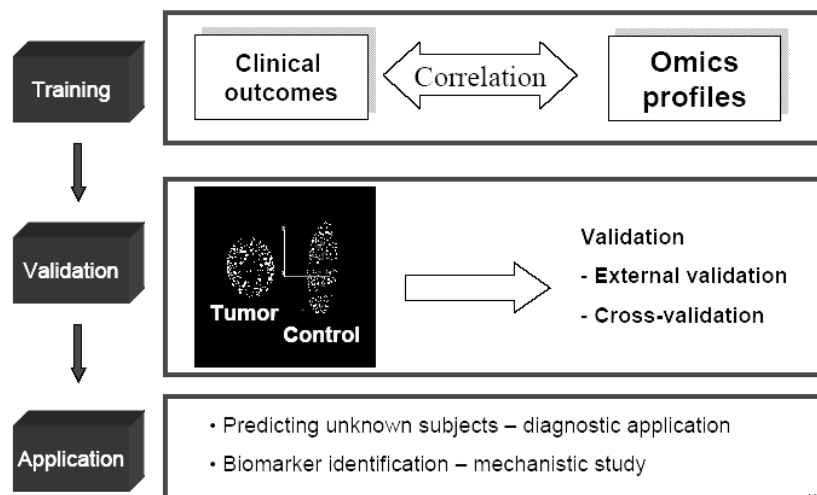 Training
Clinical
outcomes
Correlation
Omics
profiles
Validation
Tumor
Control
Validation
- External validation
- Cross-validation
Application
• Predicting unknown subjects – diagnostic application
• Biomarker identification – mechanistic study